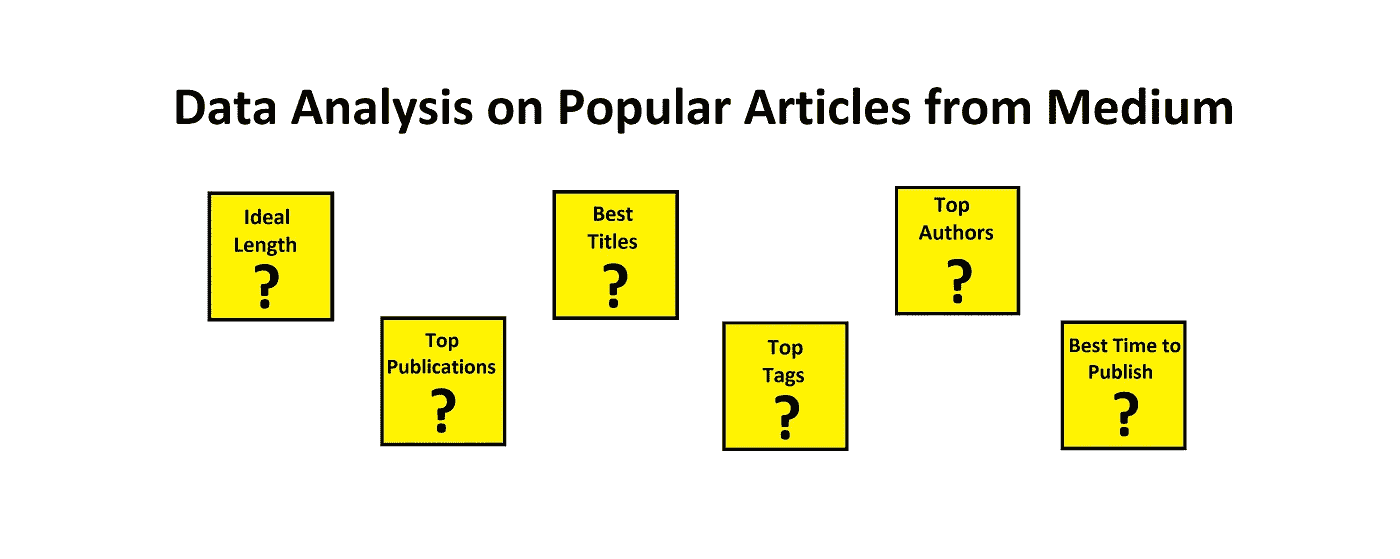 Data Analysis on Popular Articles from Medium
Ideal
Length
?
Top
Publications
?
Best
Titles
?
Top
Tags
?
Top
Authors
?
Best Time to
Publish
?